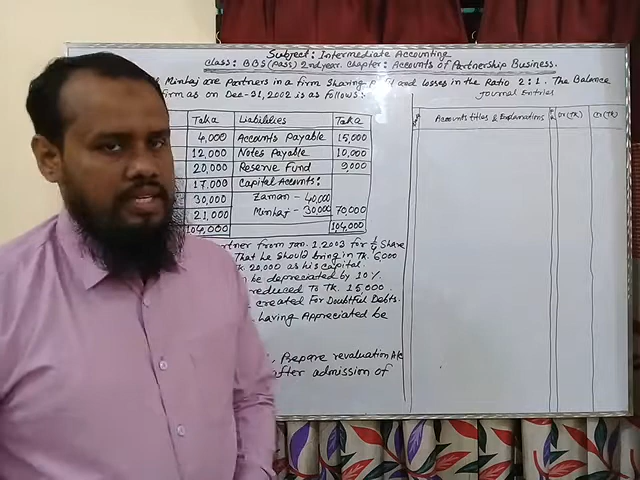 Subject: Intermediate Accounting
Class: BBS (Pass) 2nd year. Chapter: Accounts of Partnership Business.
Minhaj are Partners in a firm Sharing Profit and losses in the Ratio 2:1. The Balance
firm as on Dec-31, 2002 is as follows:
Journal Entries
Taka Liabilities Taka
4,000 Accounts Payable 15,000
12,000 Notes Payable 10,000
20,000 Reserve Fund 9,000
17,000 Capital Accounts:
30,000 Zaman - 40,000
21,000 Minhaj - 30,000 70,000
104,000 104,000
Accounts titles & Explanations Dr (TK) Cr (TK)
partner from Jan. 1, 2003 for 1/4 Share
That he should bring in TK. 6,000
TK. 20,000 as his capital
be depreciated by 10%
reduced To TK. 15,000.
created For Doubtful Debts.
Having Appreciated be
Prepare revaluation A/c
after admission of